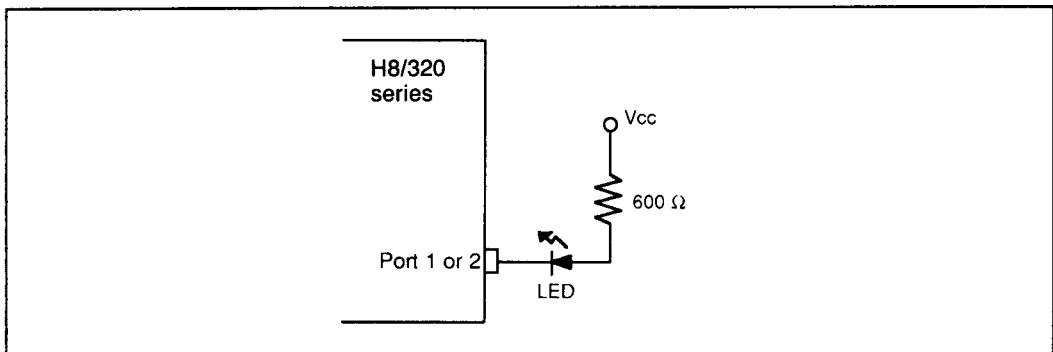 H8/320
series
Vcc
600 Ω
Port 1 or 2
LED